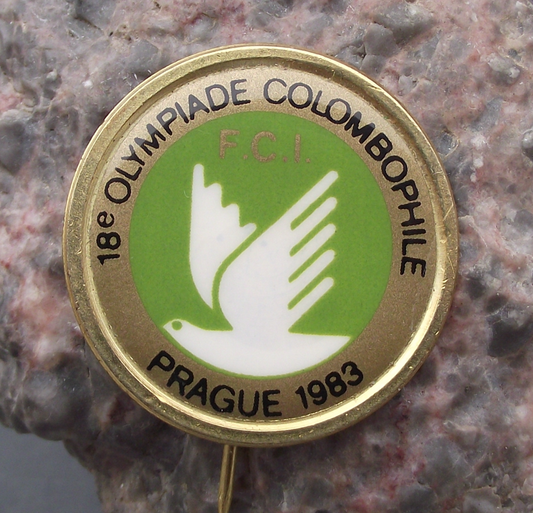 18e OLYMPIADE COLOMBOPHILE
F.C.I.
PRAGUE 1983